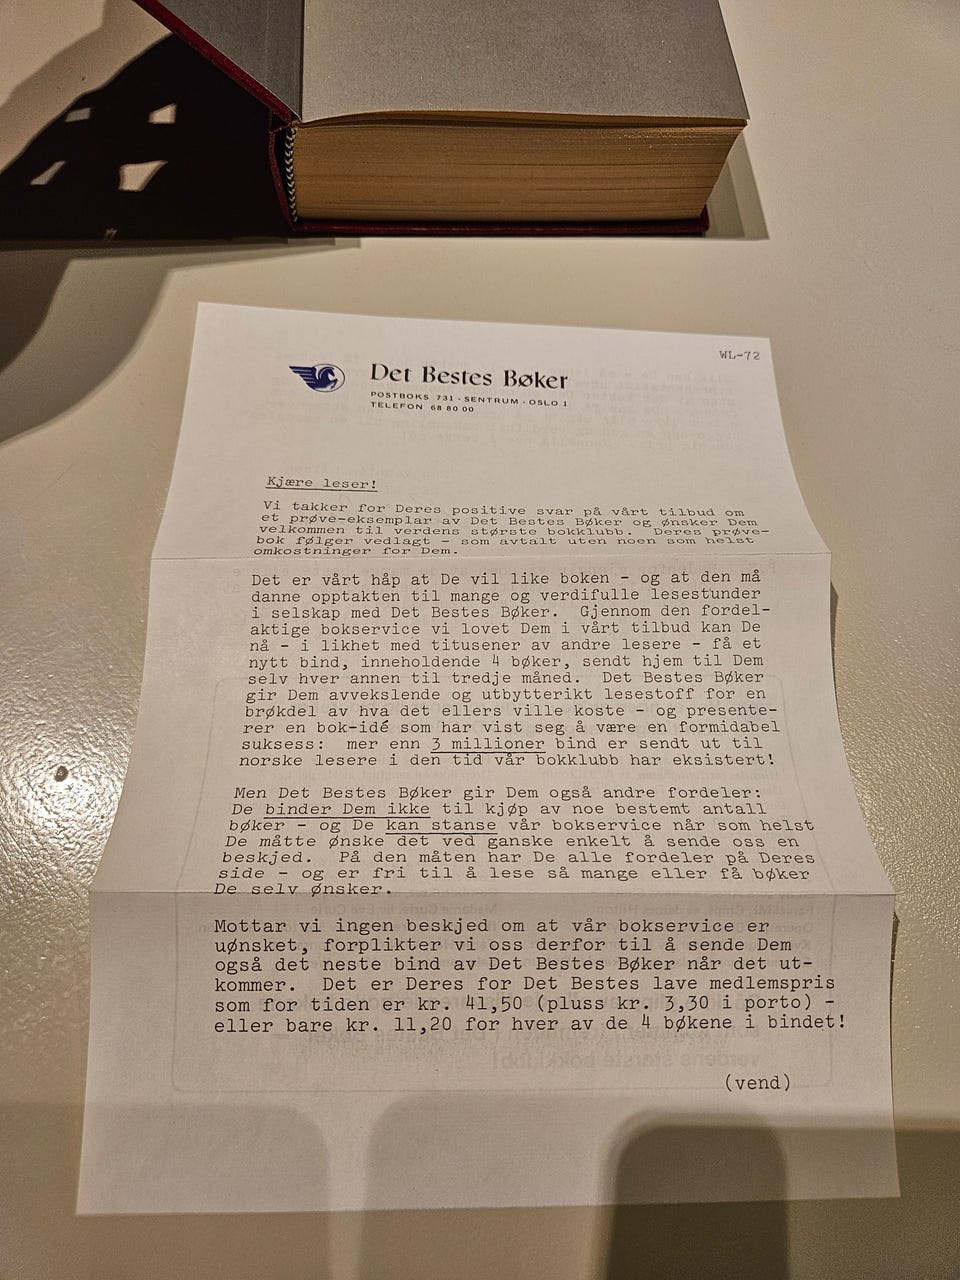 WL-72
Det Bestes Bøker
POSTBOKS 731 - SENTRUM - OSLO 1
TELEFON 68 80 00
Kjære leser!
Vi takker for Deres positive svar på vårt tilbud om
et prøve-eksemplar av Det Bestes Bøker og ønsker Dem
velkommen til verdens største bokklubb. Deres prøve-
bok følger vedlagt - som avtalt uten noen som helst
omkostninger for Dem.
Det er vårt håp at De vil like boken - og at den må
danne opptakten til mange og verdifulle lesestunder
i selskap med Det Bestes Bøker. Gjennom den fordel-
aktige bokservice vi lovet Dem i vårt tilbud kan De
nå - i likhet med titusener av andre lesere - få et
nytt bind, inneholdende 4 bøker, sendt hjem til Dem
selv hver annen til tredje måned. Det Bestes Bøker
gir Dem avvekslende og utbytterikt lesestoff for en
brøkdel av hva det ellers ville koste - og presente-
rer en bok-idé som har vist seg å være en formidabel
suksess: mer enn 3 millioner bind er sendt ut til
norske lesere i den tid vår bokklubb har eksistert!
Men Det Bestes Bøker gir Dem også andre fordeler:
De binder Dem ikke til kjøp av noe bestemt antall
bøker - og De kan stanse vår bokservice når som helst
De måtte ønske det ved ganske enkelt å sende oss en
beskjed. På den måten har De alle fordeler på Deres
side - og er fri til å lese så mange eller få bøker
De selv ønsker.
Mottar vi ingen beskjed om at vår bokservice er
uønsket, forplikter vi oss derfor til å sende Dem
også det neste bind av Det Bestes Bøker når det ut-
kommer. Det er Deres for Det Bestes lave medlemspris
som for tiden er kr. 41,50 (pluss kr. 3,30 i porto) -
eller bare kr. 11,20 for hver av de 4 bøkene i bindet!
(vend)